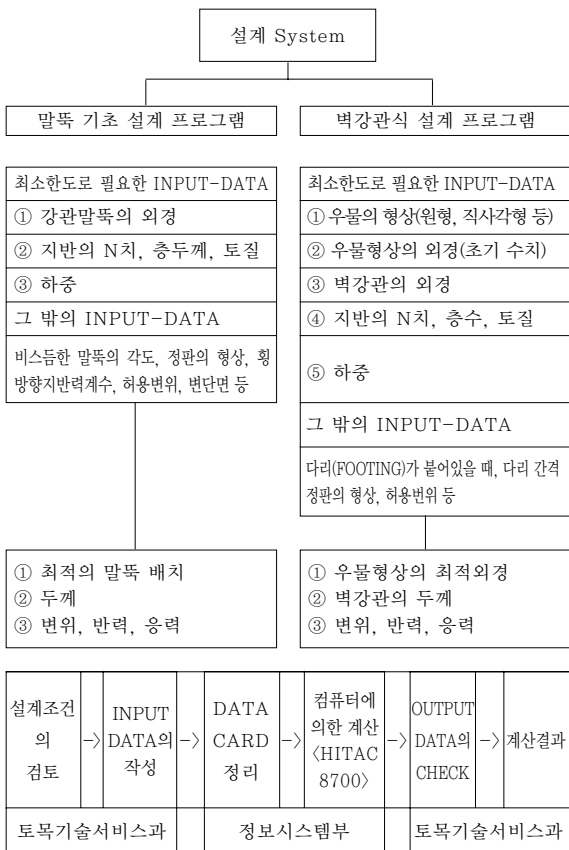 설계 System
말뚝 기초 설계 프로그램
최소한도로 필요한 INPUT-DATA
① 강관말뚝의 외경
② 지반의 N치, 층두께, 토질
③ 하중
그 밖의 INPUT-DATA
비스듬한 말뚝의 각도, 정판의 형상, 횡
방향지반력계수, 허용변위, 변단면 등
① 최적의 말뚝 배치
② 두께
③ 변위, 반력, 응력
벽강관식 설계 프로그램
최소한도로 필요한 INPUT-DATA
① 우물의 형상(원형, 직사각형 등)
② 우물형상의 외경(초기 수치)
③ 벽강관의 외경
④ 지반의 N치, 층수, 토질
⑤ 하중
그 밖의 INPUT-DATA
다리(FOOTING)가 붙어있을 때, 다리 간격
정판의 형상, 허용변위 등
① 우물형상의 최적외경
② 벽강관의 두께
③ 변위, 반력, 응력
설계조건
의
검토
–〉
INPUT
DATA의
작성
–〉
DATA
CARD
정리
–〉
컴퓨터에
의한 계산
〈HITAC
8700〉
–〉
OUTPUT
DATA의
CHECK
–〉
계산결과
토목기술서비스과
정보시스템부
토목기술서비스과